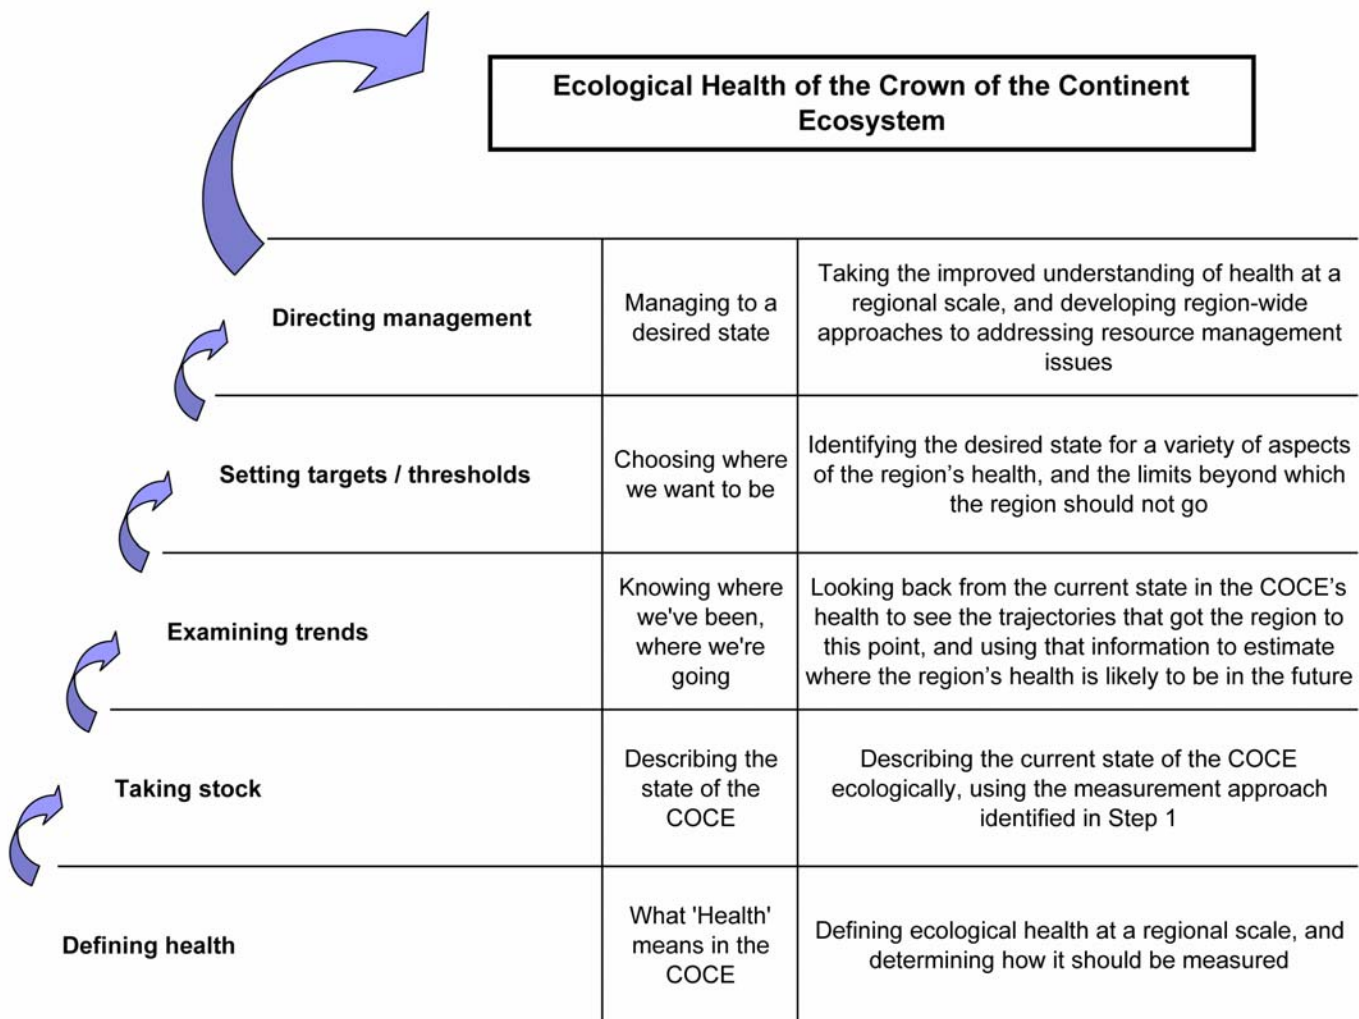 Ecological Health of the Crown of the Continent
Ecosystem
Directing management
Managing to a
desired state
Taking the improved understanding of health at a
regional scale, and developing region-wide
approaches to addressing resource management
issues
Setting targets / thresholds
Choosing where
we want to be
Identifying the desired state for a variety of aspects
of the region’s health, and the limits beyond which
the region should not go
Examining trends
Knowing where
we've been,
where we're
going
Looking back from the current state in the COCE’s
health to see the trajectories that got the region to
this point, and using that information to estimate
where the region’s health is likely to be in the future
Taking stock
Describing the
state of the
COCE
Describing the current state of the COCE
ecologically, using the measurement approach
identified in Step 1
Defining health
What 'Health'
means in the
COCE
Defining ecological health at a regional scale, and
determining how it should be measured